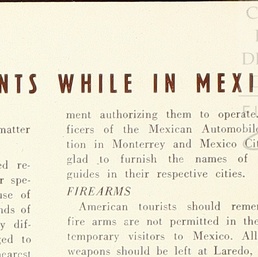 NTS WHILE IN MEXI
matter
ed re-
r spe-
use of
nds of
y dif-
ged to
nearest
ment authorizing them to operate.
ficers of the Mexican Automobile
tion in Monterrey and Mexico City
glad to furnish the names of
guides in their respective cities.
FIREARMS
American tourists should reme
fire arms are not permitted in the
temporary visitors to Mexico. All
weapons should be left at Laredo,